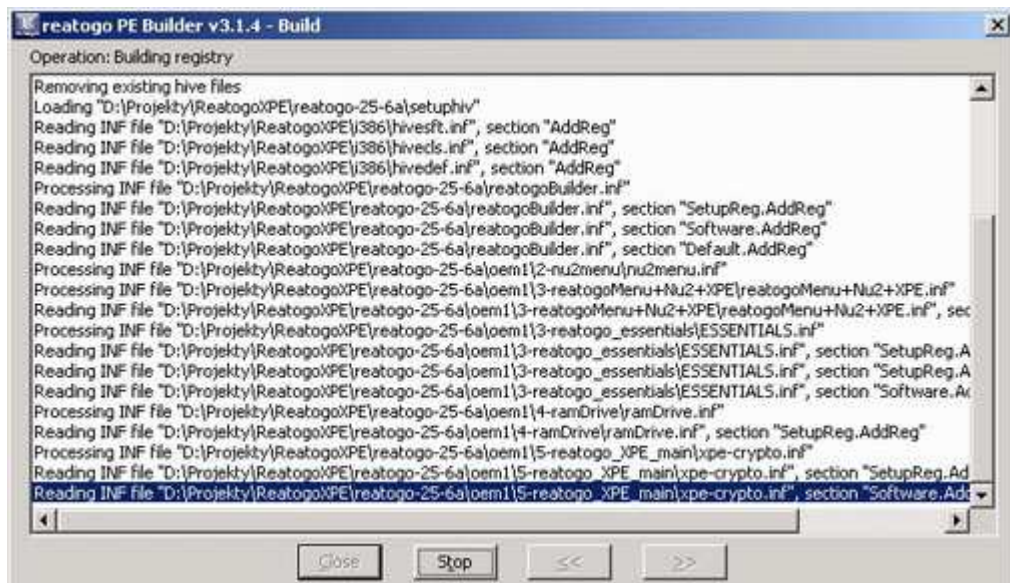 reatogo PE Builder v3.1.4 - Build
Operation: Building registry
Removing existing hive files
Loading "D:\Projekty\ReatogoXPE\reatogo-25-6a\setuphiv"
Reading INF file "D:\Projekty\ReatogoXPE\i386\hivesft.inf", section "AddReg"
Reading INF file "D:\Projekty\ReatogoXPE\i386\hivecls.inf", section "AddReg"
Reading INF file "D:\Projekty\ReatogoXPE\i386\hivedef.inf", section "AddReg"
Processing INF file "D:\Projekty\ReatogoXPE\reatogo-25-6a\reatogoBuilder.inf"
Reading INF file "D:\Projekty\ReatogoXPE\reatogo-25-6a\reatogoBuilder.inf", section "SetupReg.AddReg"
Reading INF file "D:\Projekty\ReatogoXPE\reatogo-25-6a\reatogoBuilder.inf", section "Software.AddReg"
Reading INF file "D:\Projekty\ReatogoXPE\reatogo-25-6a\reatogoBuilder.inf", section "Default.AddReg"
Processing INF file "D:\Projekty\ReatogoXPE\reatogo-25-6a\oem1\2-nu2menu\nu2menu.inf"
Processing INF file "D:\Projekty\ReatogoXPE\reatogo-25-6a\oem1\3-reatogoMenu+Nu2+XPE\reatogoMenu+Nu2+XPE.inf"
Reading INF file "D:\Projekty\ReatogoXPE\reatogo-25-6a\oem1\3-reatogoMenu+Nu2+XPE\reatogoMenu+Nu2+XPE.inf", sec
Processing INF file "D:\Projekty\ReatogoXPE\reatogo-25-6a\oem1\3-reatogo_essentials\ESSENTIALS.inf"
Reading INF file "D:\Projekty\ReatogoXPE\reatogo-25-6a\oem1\3-reatogo_essentials\ESSENTIALS.inf", section "SetupReg.A
Reading INF file "D:\Projekty\ReatogoXPE\reatogo-25-6a\oem1\3-reatogo_essentials\ESSENTIALS.inf", section "SetupReg.A
Reading INF file "D:\Projekty\ReatogoXPE\reatogo-25-6a\oem1\3-reatogo_essentials\ESSENTIALS.inf", section "Software.Ad
Processing INF file "D:\Projekty\ReatogoXPE\reatogo-25-6a\oem1\4-ramDrive\ramDrive.inf"
Reading INF file "D:\Projekty\ReatogoXPE\reatogo-25-6a\oem1\4-ramDrive\ramDrive.inf", section "SetupReg.AddReg"
Processing INF file "D:\Projekty\ReatogoXPE\reatogo-25-6a\oem1\5-reatogo_XPE_main\xpe-crypto.inf"
Reading INF file "D:\Projekty\ReatogoXPE\reatogo-25-6a\oem1\5-reatogo_XPE_main\xpe-crypto.inf", section "SetupReg.Ad
Reading INF file "D:\Projekty\ReatogoXPE\reatogo-25-6a\oem1\5-reatogo_XPE_main\xpe-crypto.inf", section "Software.Add
Close Stop << >>